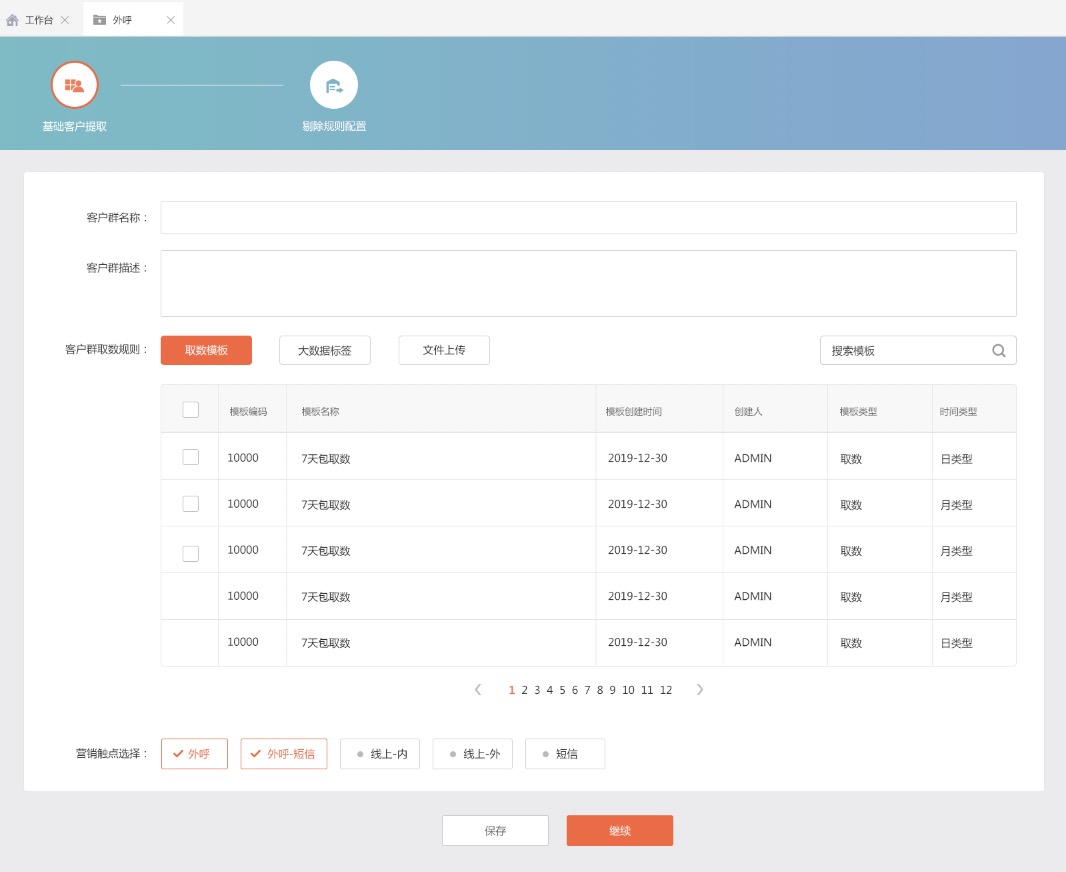 工作台 外呼
基础客户提取 剔除规则配置
客户群名称：
客户群描述：
客户群取数规则： 取数模板 大数据标签 文件上传 搜索模板
模板编码 模板名称 模板创建时间 创建人 模板类型 时间类型
10000 7天包取数 2019-12-30 ADMIN 取数 日类型
10000 7天包取数 2019-12-30 ADMIN 取数 月类型
10000 7天包取数 2019-12-30 ADMIN 取数 月类型
10000 7天包取数 2019-12-30 ADMIN 取数 月类型
10000 7天包取数 2019-12-30 ADMIN 取数 日类型
1 2 3 4 5 6 7 8 9 10 11 12
营销触点选择： 外呼 外呼-短信 线上-内 线上-外 短信
保存 继续